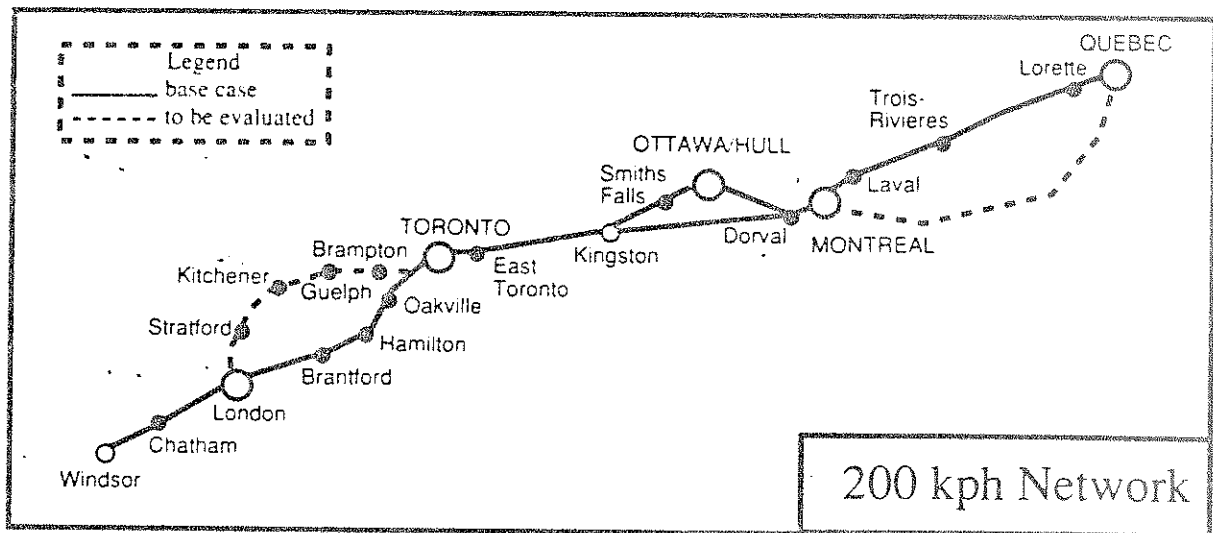 Legend
base case
to be evaluated
QUEBEC
Lorette
Trois-
Rivieres
OTTAWA/HULL
Smiths
Falls
Laval
TORONTO
Dorval
MONTREAL
Brampton
Kingston
Kitchener
East
Toronto
Guelph
Oakville
Stratford
Hamilton
Brantford
London
Chatham
Windsor
200 kph Network